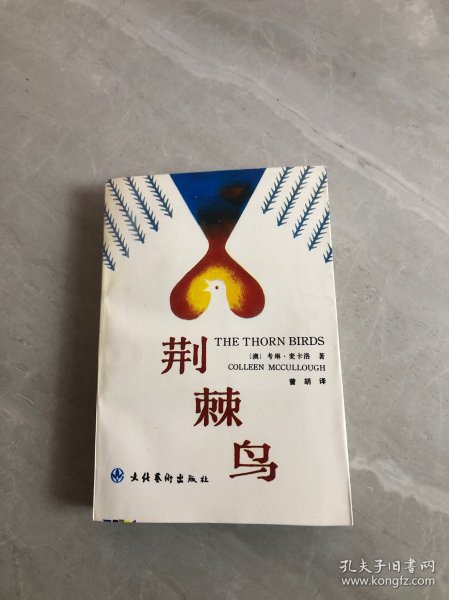 THE THORN BIRDS
[澳] 考琳·麦卡洛 著
COLLEEN MCCULLOUGH
曾胡 译
荆
棘
鸟
文化艺术出版社
孔夫子旧书网
www.kongfz.com